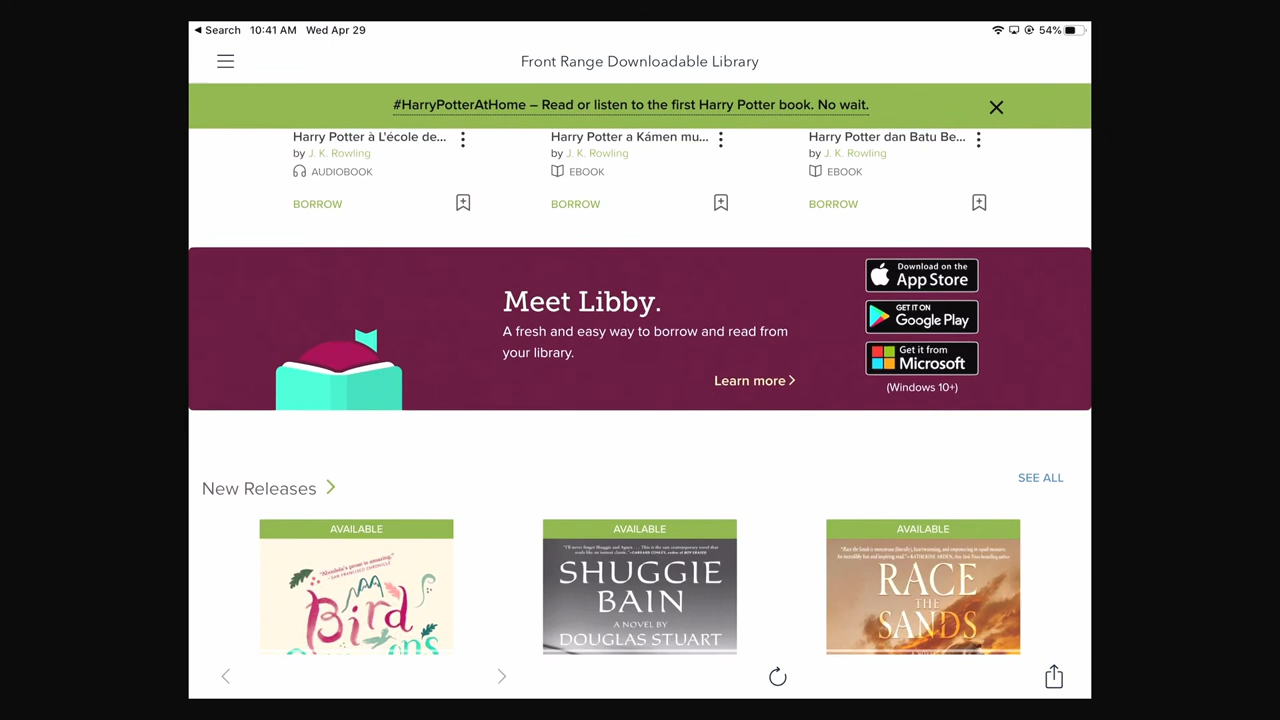 Search 10:41 AM Wed Apr 29 54%
Front Range Downloadable Library
#HarryPotterAtHome – Read or listen to the first Harry Potter book. No wait.
Harry Potter à L'école de... Harry Potter a Kámen mu... Harry Potter dan Batu Be...
by J. K. Rowling by J. K. Rowling by J. K. Rowling
AUDIOBOOK EBOOK EBOOK
BORROW BORROW BORROW
Meet Libby.
A fresh and easy way to borrow and read from
your library.
Learn more
Download on the
App Store
GET IT ON
Google Play
Get it from
Microsoft
(Windows 10+)
New Releases
SEE ALL
AVAILABLE AVAILABLE AVAILABLE
SAN FRANCISCO CHRONICLE
Bird
SHUGGIE
BAIN
A NOVEL BY
DOUGLAS STUART
RACE
THE
SANDS